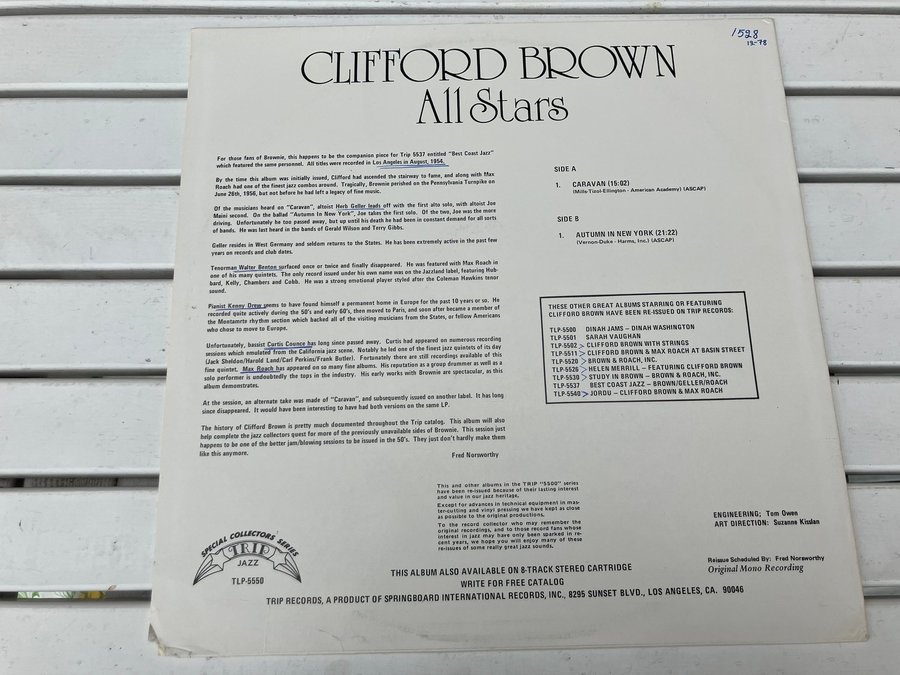 1528
12-78
CLIFFORD BROWN
All Stars
For those fans of Brownie, this happens to be the companion piece for Trip 5537 entitled "Best Coast Jazz"
which featured the same personnel. All titles were recorded in Los Angeles in August, 1954.
By the time this album was initially issued, Clifford had ascended the stairway to fame, and along with Max
Roach had one of the finest jazz combos around. Tragically, Brownie perished on the Pennsylvania Turnpike on
June 26th, 1956, but not before he had left a legacy of fine music.
Of the musicians heard on "Caravan", altoist Herb Geller leads off with the first alto solo, with altoist Joe
Maini second. On the ballad "Autumn In New York", Joe takes the first solo. Of the two, Joe was the more
driving. Unfortunately he too passed away, but up until his death he had been in constant demand for all sorts
of bands. He was last heard in the bands of Gerald Wilson and Terry Gibbs.
Geller resides in West Germany and seldom returns to the States. He has been extremely active in the past few
years on records and club dates.
Tenorman Walter Benton surfaced once or twice and finally disappeared. He was featured with Max Roach in
one of his many quintets. The only record issued under his own name was on the Jazzland label, featuring Hub-
bard, Kelly, Chambers and Cobb. He was a strong emotional player styled after the Coleman Hawkins tenor
sound.
Pianist Kenny Drew seems to have found himself a permanent home in Europe for the past 10 years or so. He
recorded quite actively during the 50's and early 60's, then moved to Paris, and soon after became a member of
the Montamrte rhythm section which backed all of the visiting musicians from the States, or fellow Americans
who chose to move to Europe.
Unfortunately, bassist Curtis Counce has long since passed away. Curtis had appeared on numerous recording
sessions which emulated from the California jazz scene. Notably he led one of the finest jazz quintets of its day
(Jack Sheldon/Harold Land/Carl Perkins/Frank Butler). Fortunately there are still recordings available of this
fine quintet. Max Roach has appeared on so many fine albums. His reputation as a group drummer as well as a
solo performer is undoubtedly the tops in the industry. His early works with Brownie are spectacular, as this
album demonstrates.
At the session, an alternate take was made of "Caravan", and subsequently issued on another label. It has long
since disappeared. It would have been interesting to have had both versions on the same LP.
The history of Clifford Brown is pretty much documented throughout the Trip catalog. This album will also
help complete the jazz collectors quest for more of the previously unavailable sides of Brownie. This session just
happens to be one of the better jam/blowing sessions to be issued in the 50's. They just don't hardly make them
like this anymore.
Fred Norsworthy
SIDE A
1. CARAVAN (15:02)
(Mills-Tizol-Ellington - American Academy) (ASCAP)
SIDE B
1. AUTUMN IN NEW YORK (21:22)
(Vernon-Duke - Harms, Inc.) (ASCAP)
THESE OTHER GREAT ALBUMS STARRING OR FEATURING
CLIFFORD BROWN HAVE BEEN RE-ISSUED ON TRIP RECORDS:
TLP-5500 DINAH JAMS – DINAH WASHINGTON
TLP-5501 SARAH VAUGHAN
TLP-5502 > CLIFFORD BROWN WITH STRINGS
TLP-5511 > CLIFFORD BROWN & MAX ROACH AT BASIN STREET
TLP-5520 > BROWN & ROACH, INC.
TLP-5526 > HELEN MERRILL – FEATURING CLIFFORD BROWN
TLP-5530 > STUDY IN BROWN – BROWN & ROACH, INC.
TLP-5537 BEST COAST JAZZ – BROWN/GELLER/ROACH
TLP-5540 > JORDU – CLIFFORD BROWN & MAX ROACH
This and other albums in the TRIP "5500" series
have been re-issued because of their lasting interest
and value in our jazz heritage.
Except for advances in technical equipment in mas-
ter-cutting and vinyl pressing we have kept as close
as possible to the original productions.
To the record collector who may remember the
original recordings, and to those record fans whose
interest in jazz may have only been sparked in re-
cent years, we hope you will enjoy many of these
re-issues of some really great jazz sounds.
ENGINEERING; Tom Owen
ART DIRECTION: Suzanne Kisslan
Reissue Scheduled By: Fred Norsworthy
Original Mono Recording
SPECIAL COLLECTORS SERIES
TRIP
JAZZ
TLP-5550
THIS ALBUM ALSO AVAILABLE ON 8-TRACK STEREO CARTRIDGE
WRITE FOR FREE CATALOG
TRIP RECORDS, A PRODUCT OF SPRINGBOARD INTERNATIONAL RECORDS, INC., 8295 SUNSET BLVD., LOS ANGELES, CA. 90046